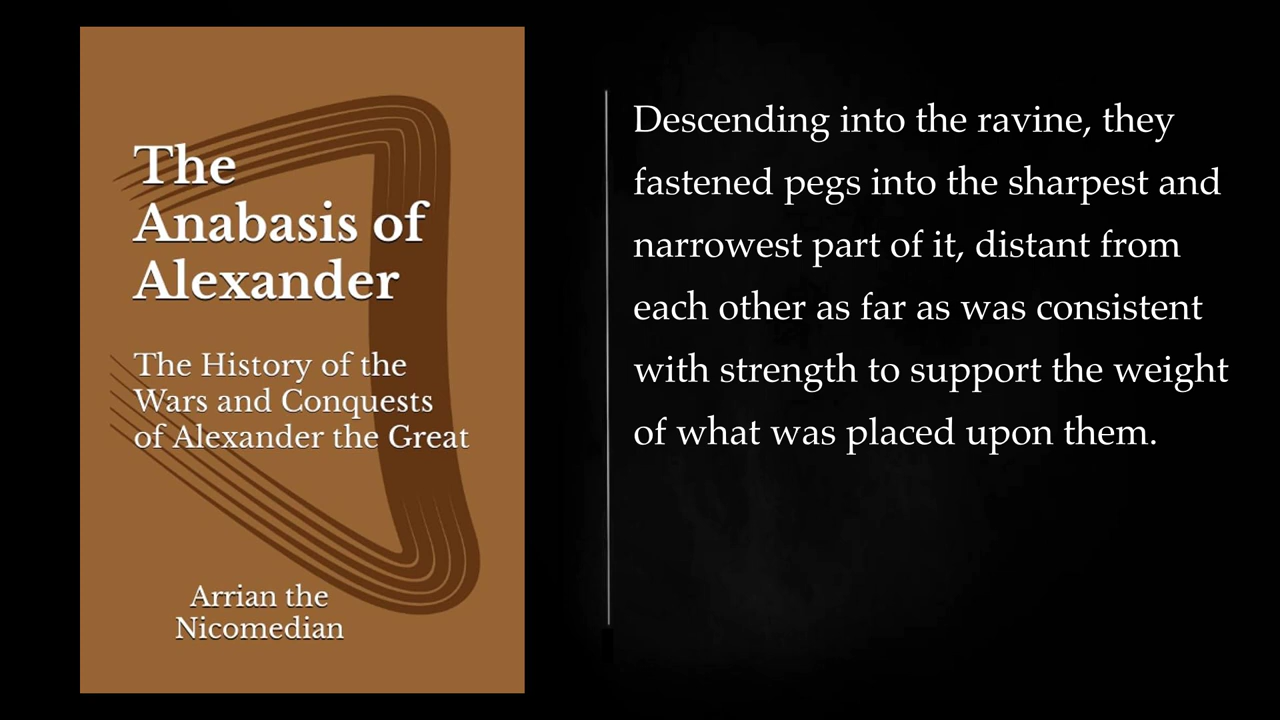 The
Anabasis of
Alexander
The History of the
Wars and Conquests
of Alexander the Great
Arrian the
Nicomedian
Descending into the ravine, they
fastened pegs into the sharpest and
narrowest part of it, distant from
each other as far as was consistent
with strength to support the weight
of what was placed upon them.